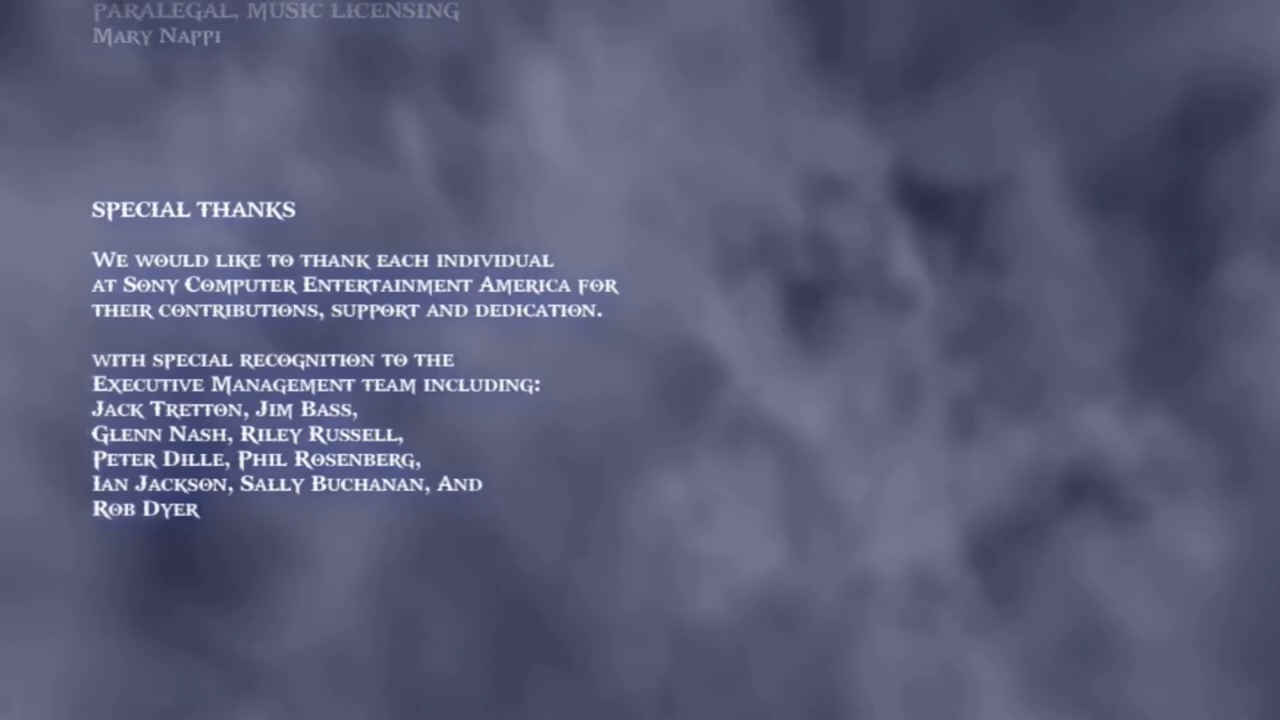 PARALEGAL, MUSIC LICENSING
MARY NAPPI
SPECIAL THANKS
WE WOULD LIKE TO THANK EACH INDIVIDUAL
AT SONY COMPUTER ENTERTAINMENT AMERICA FOR
THEIR CONTRIBUTIONS, SUPPORT AND DEDICATION.
WITH SPECIAL RECOGNITION TO THE
EXECUTIVE MANAGEMENT TEAM INCLUDING:
JACK TRETTON, JIM BASS,
GLENN NASH, RILEY RUSSELL,
PETER DILLE, PHIL ROSENBERG,
IAN JACKSON, SALLY BUCHANAN, AND
ROB DYER